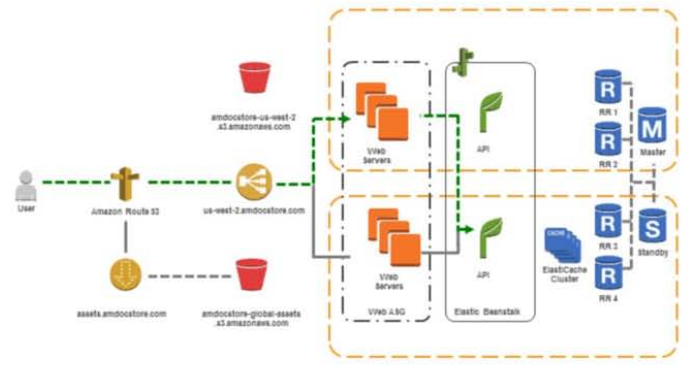 amdocstore-us-west-2
.s3.amazonaws.com
User
Amazon Route 53
us-west-2.amdocstore.com
assets.amdocstore.com
amdocstore-global-assets
.s3.amazonaws.com
Web
Servers
Web
Servers
Web ASG
API
API
Elastic Beanstalk
CACHE
ElastiCache
Cluster
R
RR 1
R
RR 2
M
Master
R
RR 3
S
Standby
R
RR 4